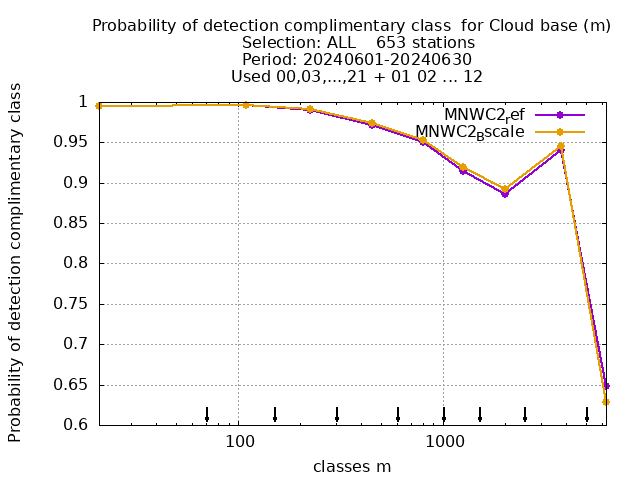 Probability of detection complimentary class  for Cloud base (m)
Selection: ALL    653 stations
Period: 20240601-20240630
Used 00,03,...,21 + 01 02 ... 12
Probability of detection complimentary class
1
0.95
0.9
0.85
0.8
0.75
0.7
0.65
0.6
MNWC2ref
MNWC2Bscale
100
1000
classes m